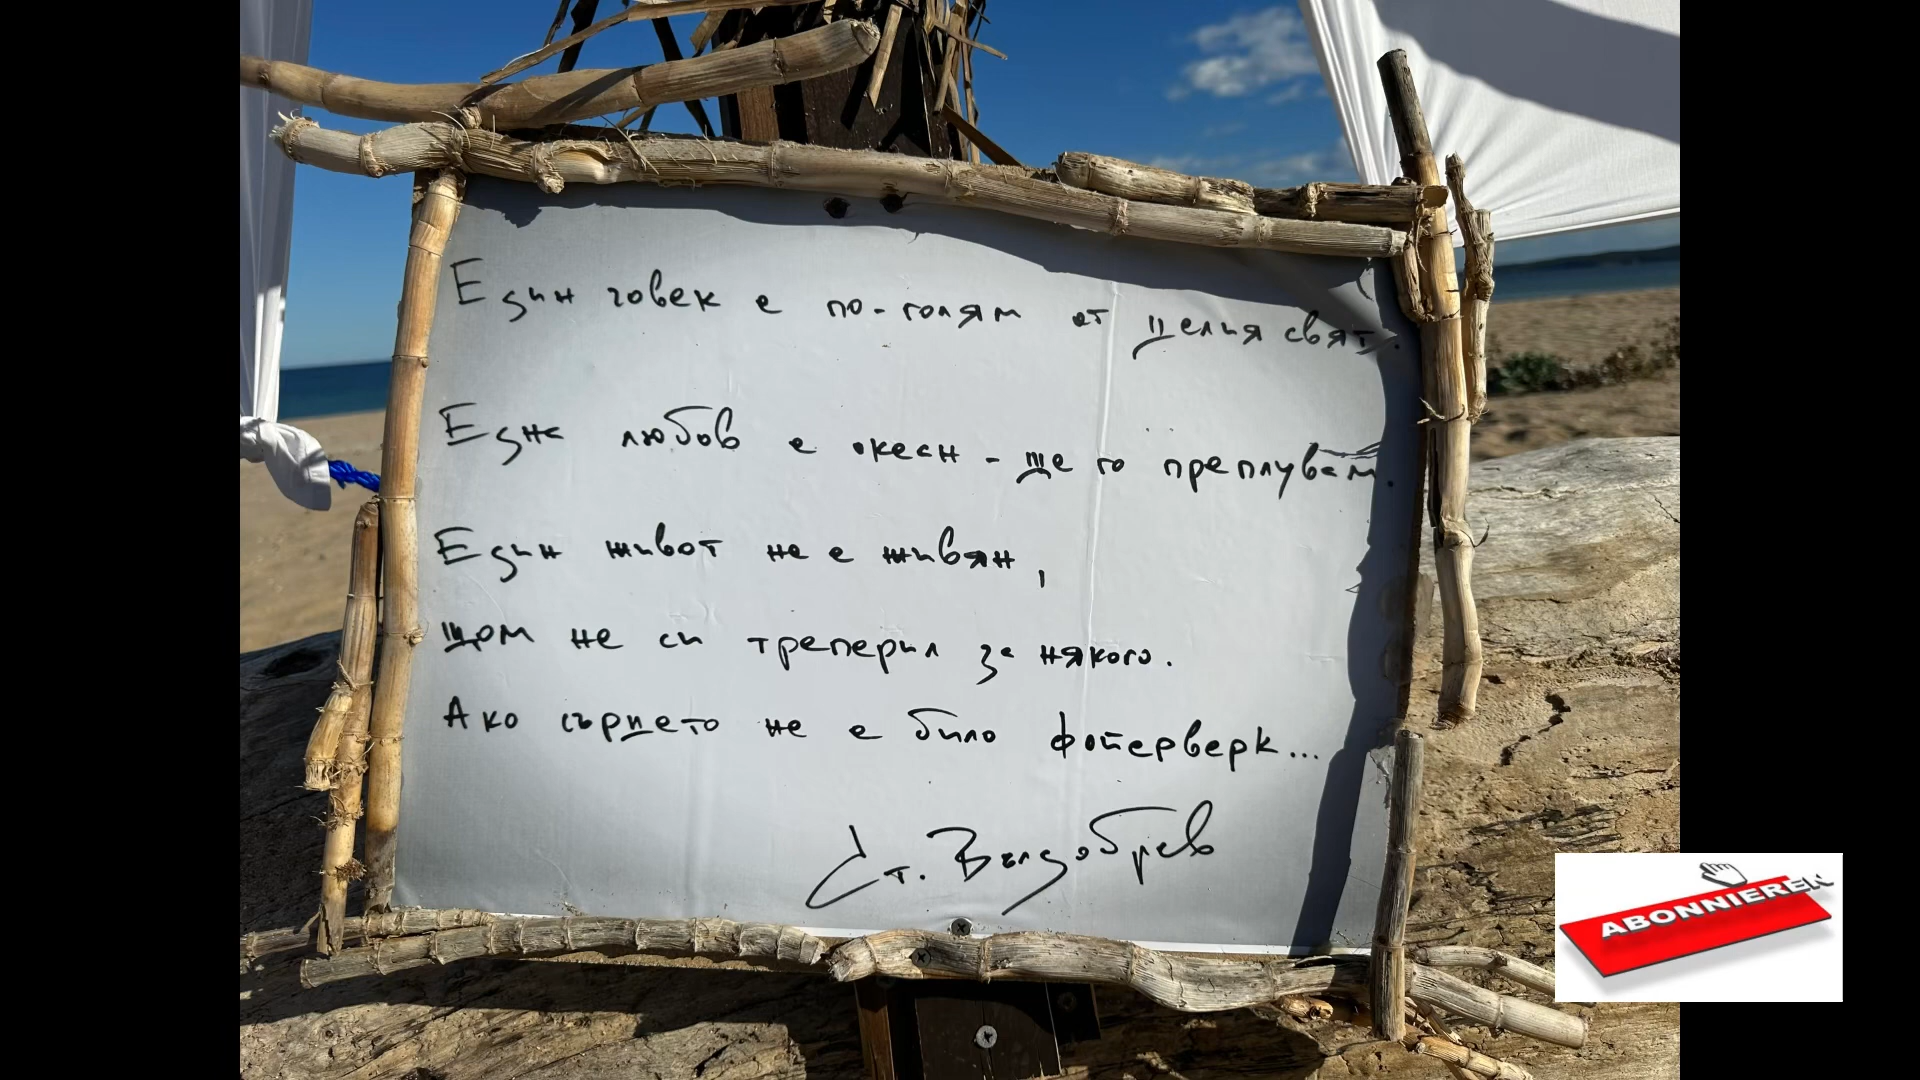 Един човек е по-голям от целия свят.
Една любов е океан - ще го преплувам.
Един живот не е живян,
щом не си треперил за някого.
Ако сърцето не е било фойерверк...
Ст. Вълдобрев
ABONNIEREN